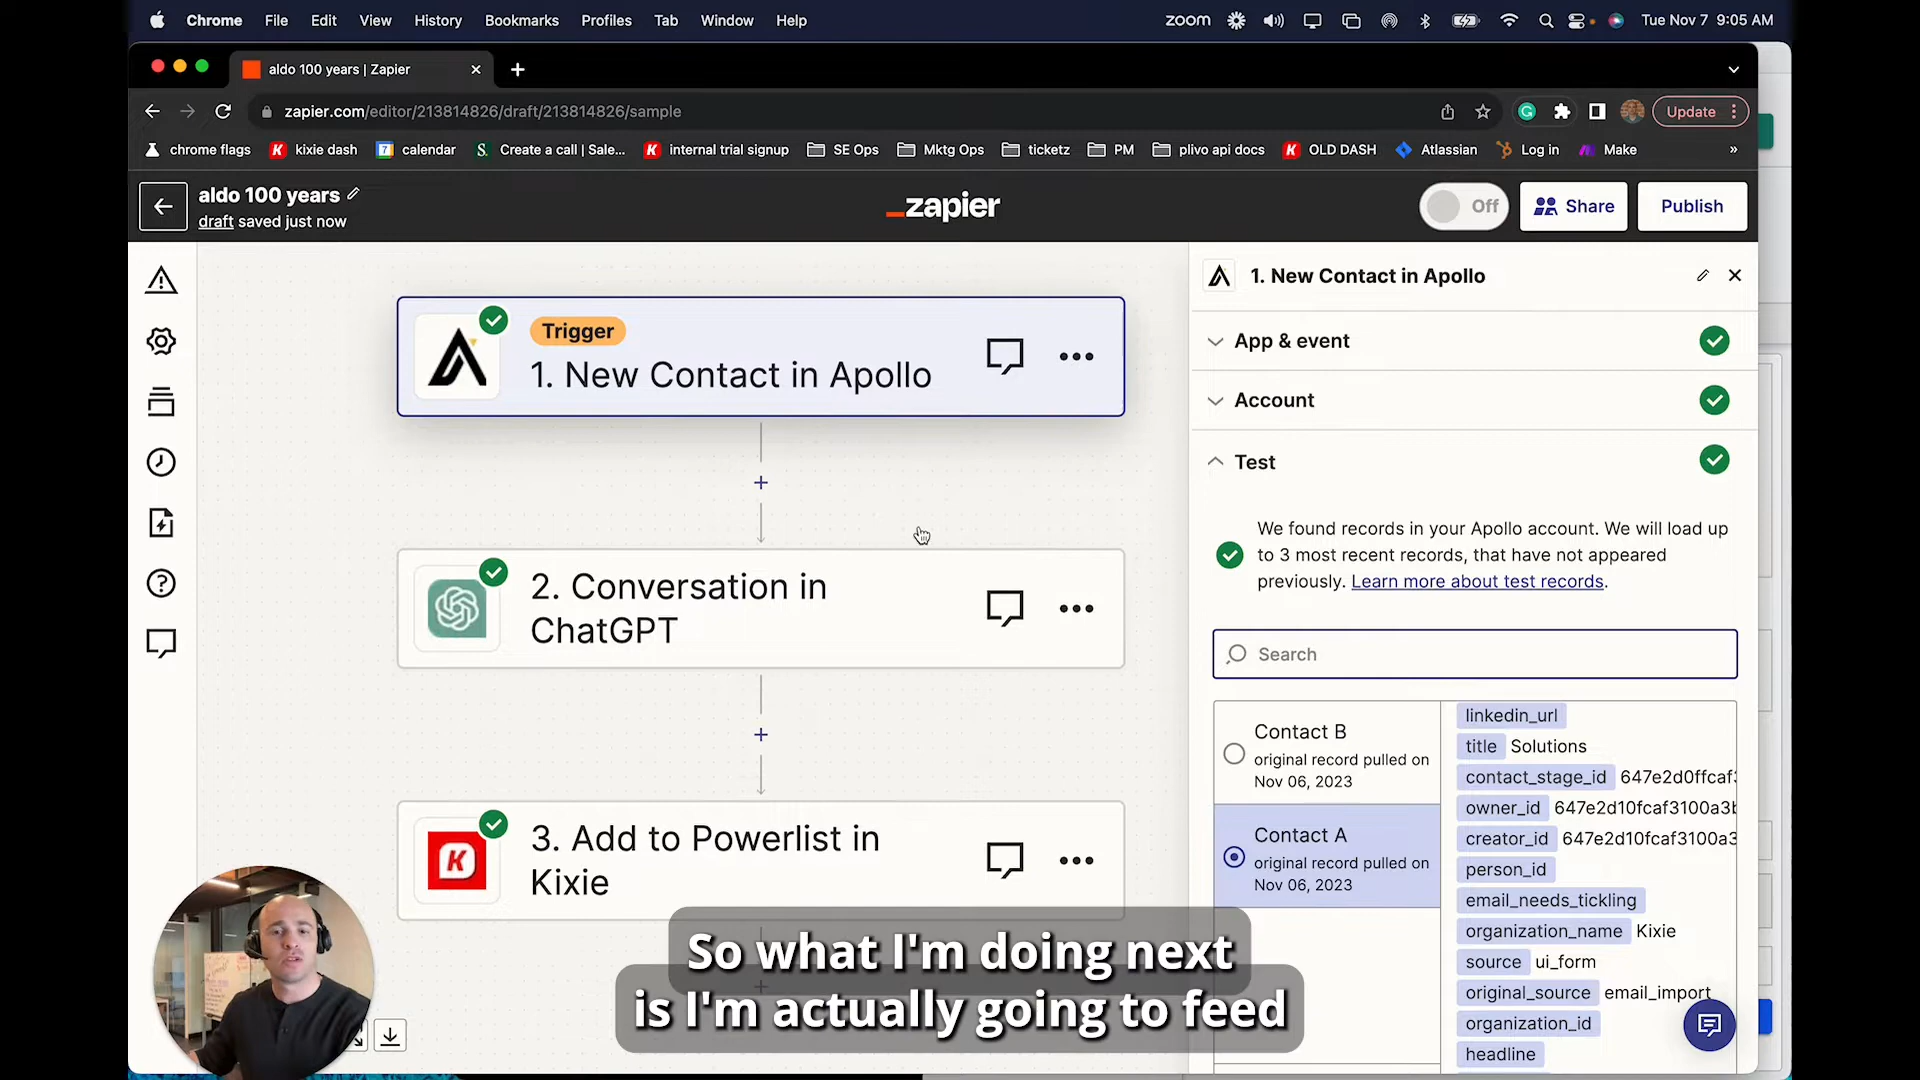 Chrome File Edit View History Bookmarks Profiles Tab Window Help
zoom Tue Nov 7 9:05 AM
aldo 100 years | Zapier
zapier.com/editor/213814826/draft/213814826/sample
Update
chrome flags kixie dash calendar Create a call | Sale... internal trial signup SE Ops Mktg Ops ticketz PM plivo api docs OLD DASH Atlassian Log in Make »
aldo 100 years
draft saved just now
_zapier
Off
Share
Publish
Trigger
1. New Contact in Apollo
2. Conversation in
ChatGPT
3. Add to Powerlist in
Kixie
1. New Contact in Apollo
App & event
Account
Test
We found records in your Apollo account. We will load up
to 3 most recent records, that have not appeared
previously. Learn more about test records.
Search
Contact B
original record pulled on
Nov 06, 2023
Contact A
original record pulled on
Nov 06, 2023
linkedin_url
title Solutions
contact_stage_id 647e2d0ffcaf
owner_id 647e2d10fcaf3100a3
creator_id 647e2d10fcaf3100a3
person_id
email_needs_tickling
organization_name Kixie
source ui_form
original_source email_import
organization_id
headline
So what I'm doing next
is I'm actually going to feed